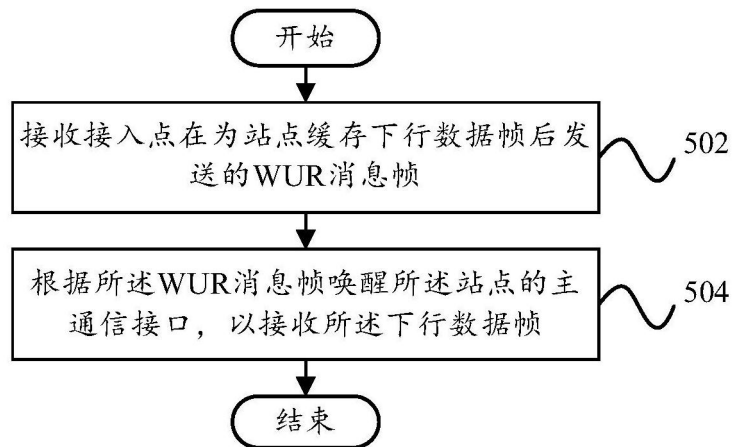 开始
接收接入点在为站点缓存下行数据帧后发
送的WUR消息帧
502
根据所述WUR消息帧唤醒所述站点的主
通信接口，以接收所述下行数据帧
504
结束